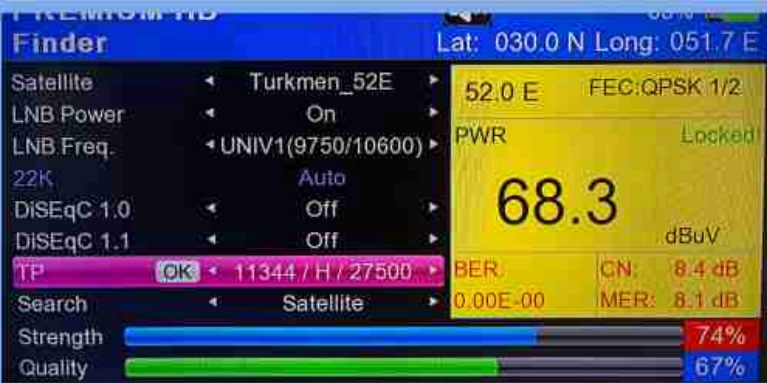 PREMIUM HD
Finder
Lat: 030.0 N Long: 051.7 E
Satellite Turkmen_52E
LNB Power On
LNB Freq. UNIV1(9750/10600)
22K Auto
DiSEqC 1.0 Off
DiSEqC 1.1 Off
TP OK 11344 / H / 27500
Search Satellite
52.0 E FEC:QPSK 1/2
PWR Locked!
68.3
dBuV
BER: CN: 8.4 dB
0.00E-00 MER: 8.1 dB
Strength 74%
Quality 67%